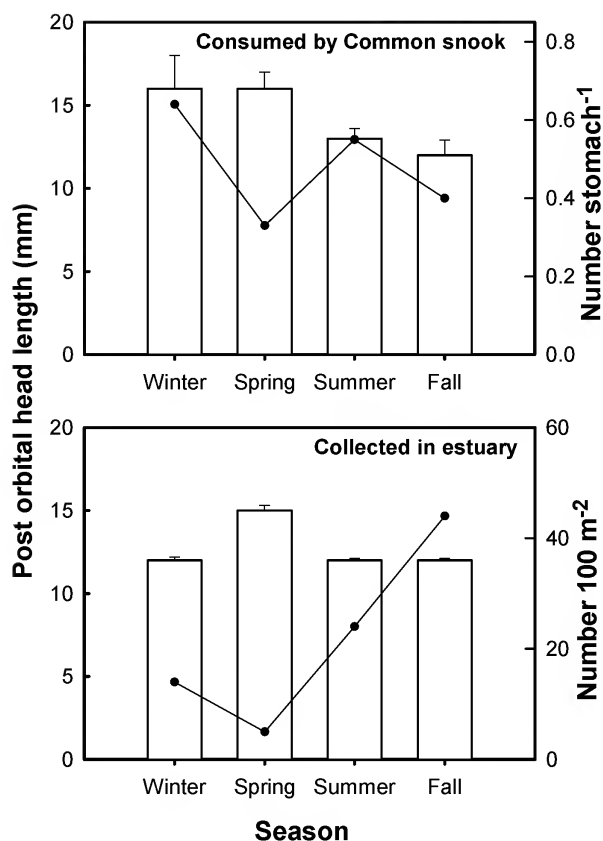 Consumed by Common snook
20
15
10
5
0
0.8
0.6
0.4
0.2
0.0
Winter Spring Summer Fall
Post orbital head length (mm)
Number stomach-1
Collected in estuary
20
15
10
5
0
60
40
20
0
Number 100 m-2
Winter Spring Summer Fall
Season